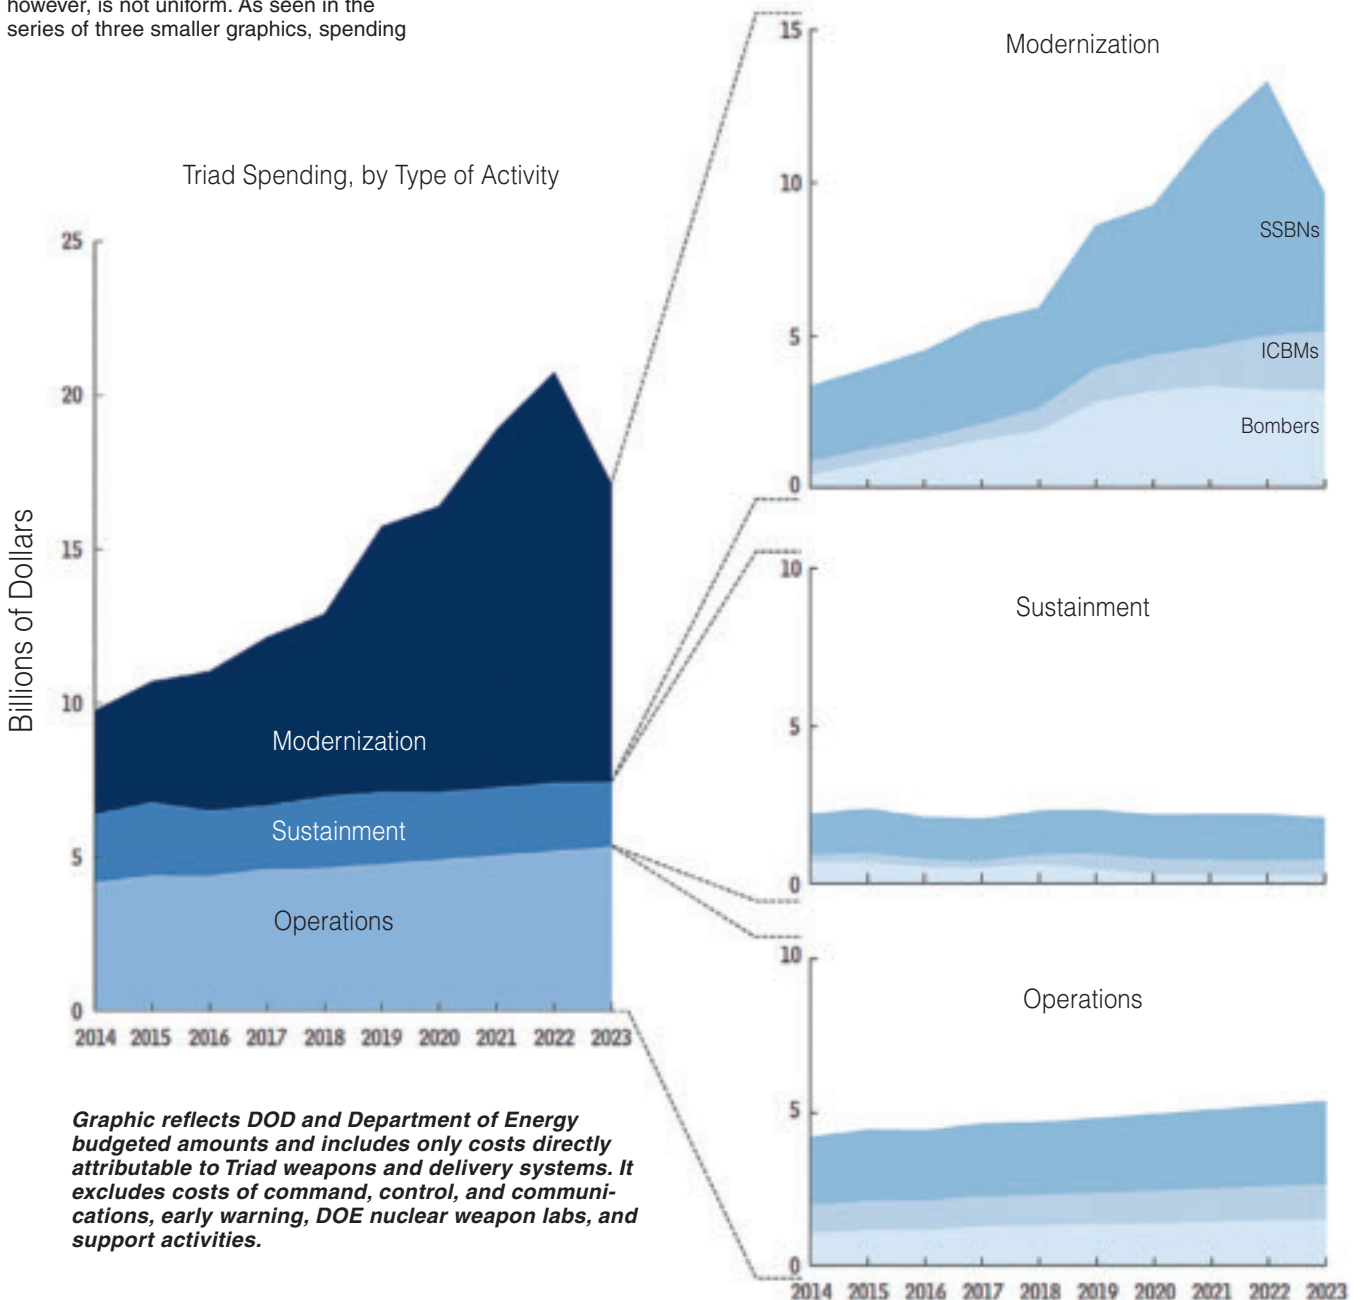 however, is not uniform. As seen in the
series of three smaller graphics, spending
Triad Spending, by Type of Activity
Billions of Dollars
25
20
15
10
5
0
Modernization
Sustainment
Operations
2014 2015 2016 2017 2018 2019 2020 2021 2022 2023
Graphic reflects DOD and Department of Energy
budgeted amounts and includes only costs directly
attributable to Triad weapons and delivery systems. It
excludes costs of command, control, and communi-
cations, early warning, DOE nuclear weapon labs, and
support activities.
Modernization
15
10
5
0
SSBNs
ICBMs
Bombers
Sustainment
10
5
0
Operations
10
5
0
2014 2015 2016 2017 2018 2019 2020 2021 2022 2023